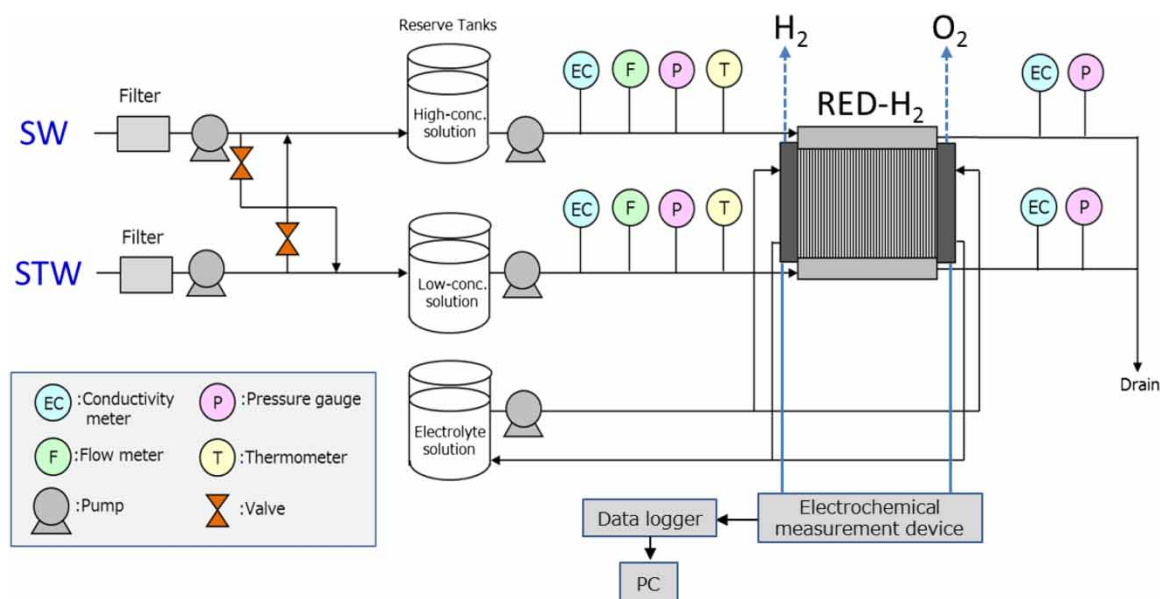 Reserve Tanks
H₂
O₂
EC
F
P
T
EC
P
Filter
High-conc.
solution
RED-H₂
SW
EC
F
P
T
EC
P
Filter
STW
Low-conc.
solution
Drain
EC
:Conductivity
meter
P
:Pressure gauge
F
:Flow meter
T
:Thermometer
:Pump
:Valve
Electrolyte
solution
Data logger
Electrochemical
measurement device
PC